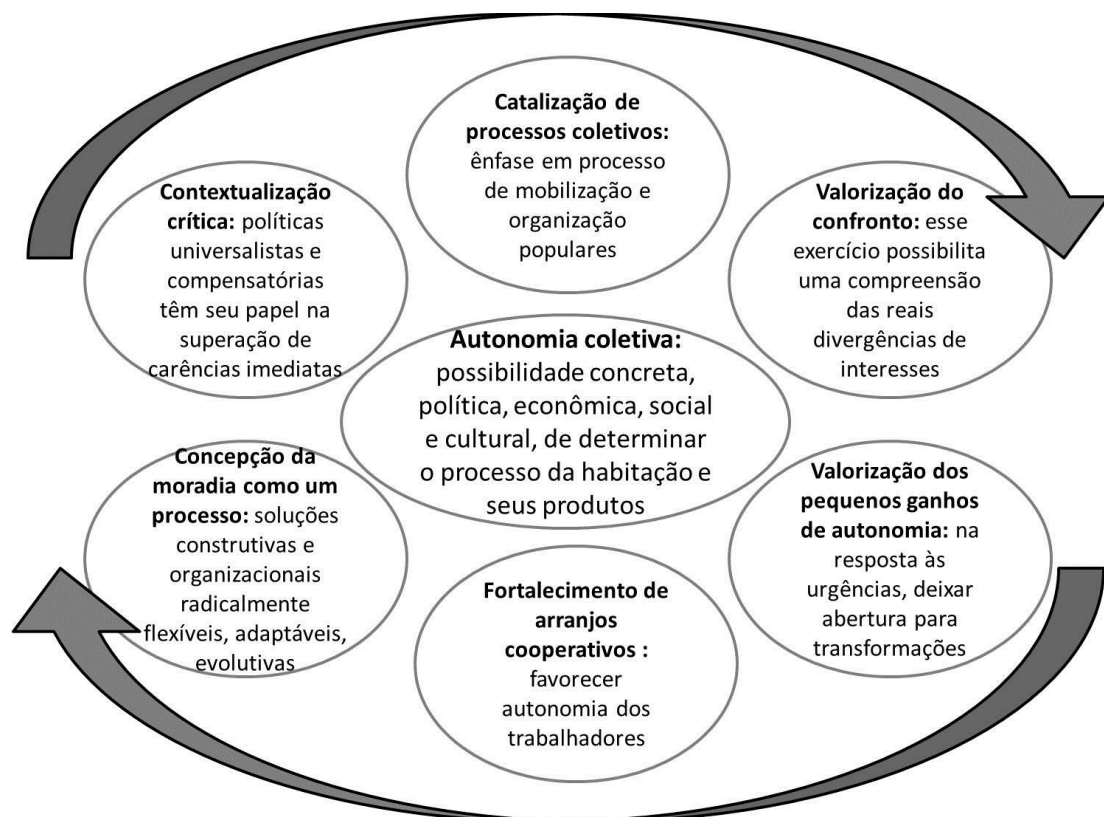 Catalização de
processos coletivos:
ênfase em processo
de mobilização e
organização
populares
Contextualização
crítica: políticas
universalistas e
compensatórias
têm seu papel na
superação de
carências imediatas
Valorização do
confronto: esse
exercício possibilita
uma compreensão
das reais
divergências de
interesses
Autonomia coletiva:
possibilidade concreta,
política, econômica, social
e cultural, de determinar
o processo da habitação e
seus produtos
Concepção da
moradia como um
processo: soluções
construtivas e
organizacionais
radicalmente
flexíveis, adaptáveis,
evolutivas
Valorização dos
pequenos ganhos
de autonomia: na
resposta às
urgências, deixar
abertura para
transformações
Fortalecimento de
arranjos
cooperativos :
favorecer
autonomia dos
trabalhadores